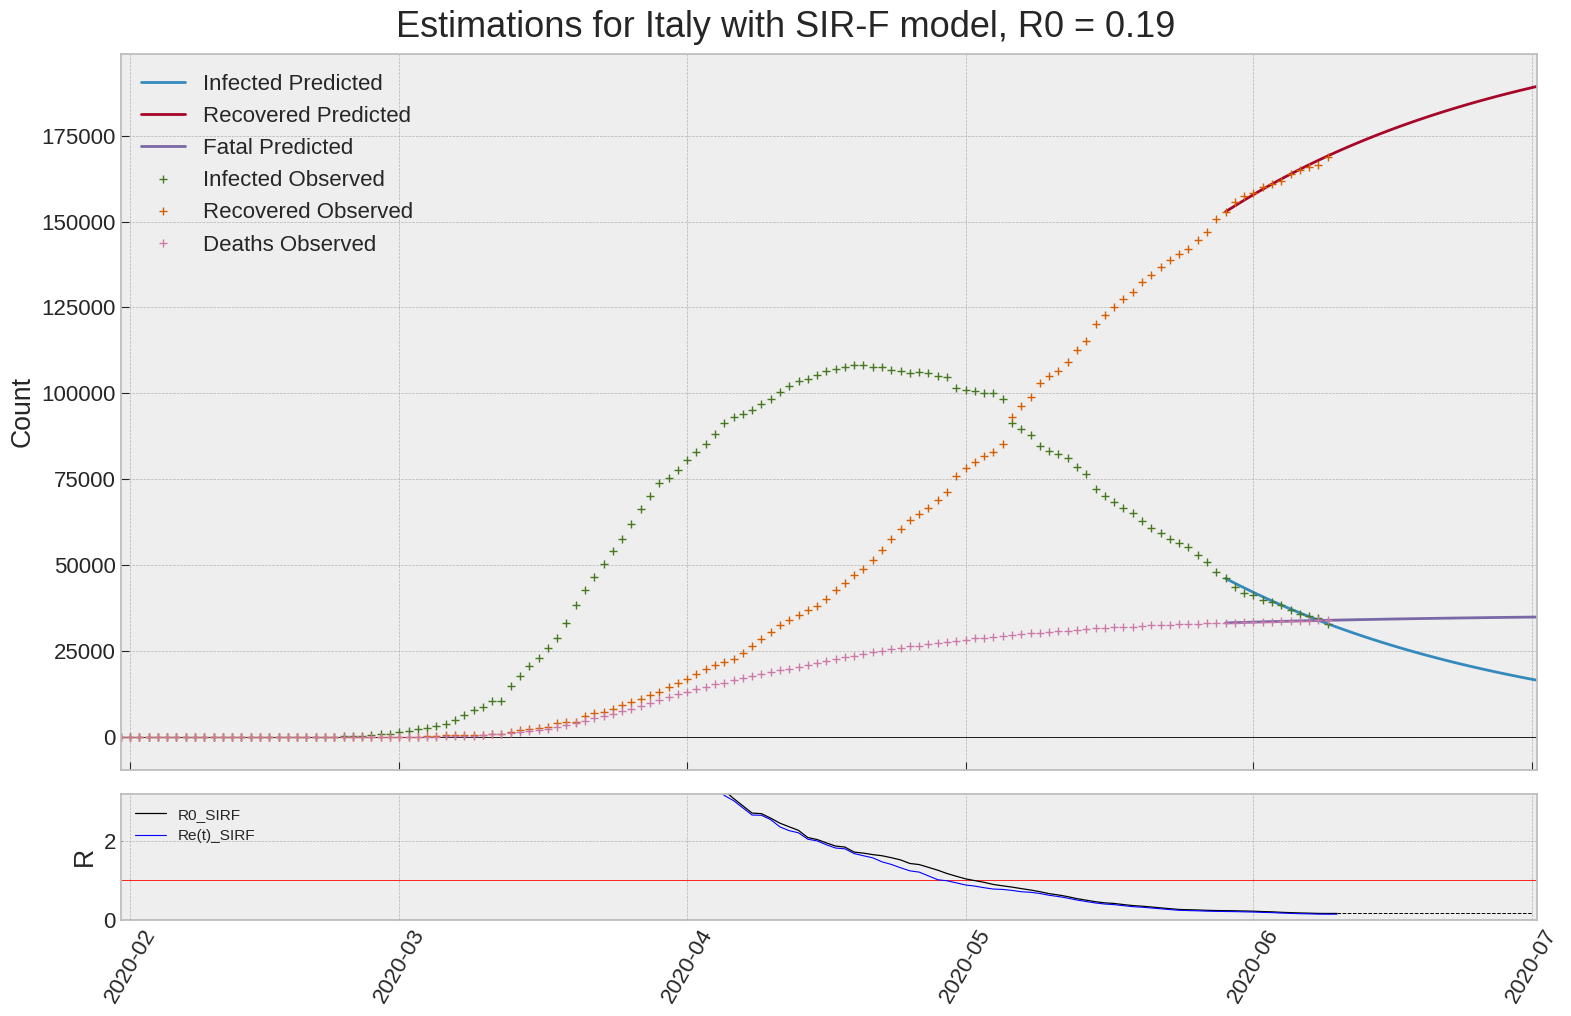 Estimations for Italy with SIR-F model, R0 = 0.19
Infected Predicted
Recovered Predicted
Fatal Predicted
Infected Observed
Recovered Observed
Deaths Observed
Count
175000
150000
125000
100000
75000
50000
25000
0
R0_SIRF
Re(t)_SIRF
R
2
0
2020-02
2020-03
2020-04
2020-05
2020-06
2020-07